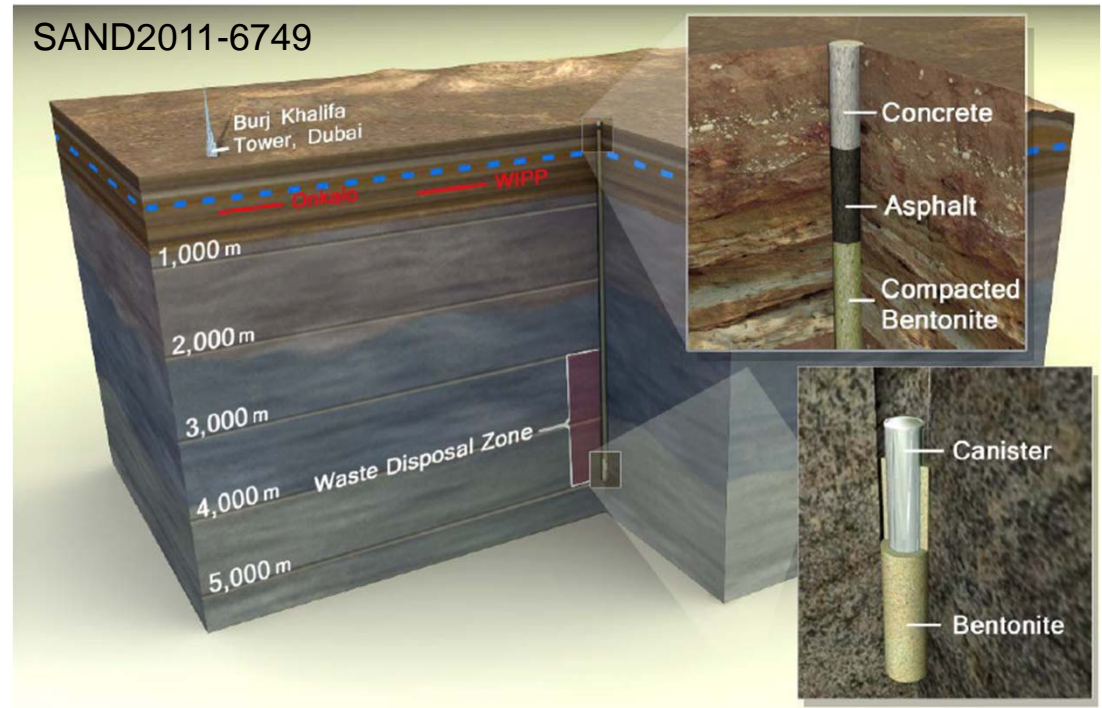 SAND2011-6749
Burj Khalifa
Tower, Dubai
Onkalo
WIPP
1,000 m
2,000 m
3,000 m
Waste Disposal Zone
4,000 m
5,000 m
Concrete
Asphalt
Compacted
Bentonite
Canister
Bentonite